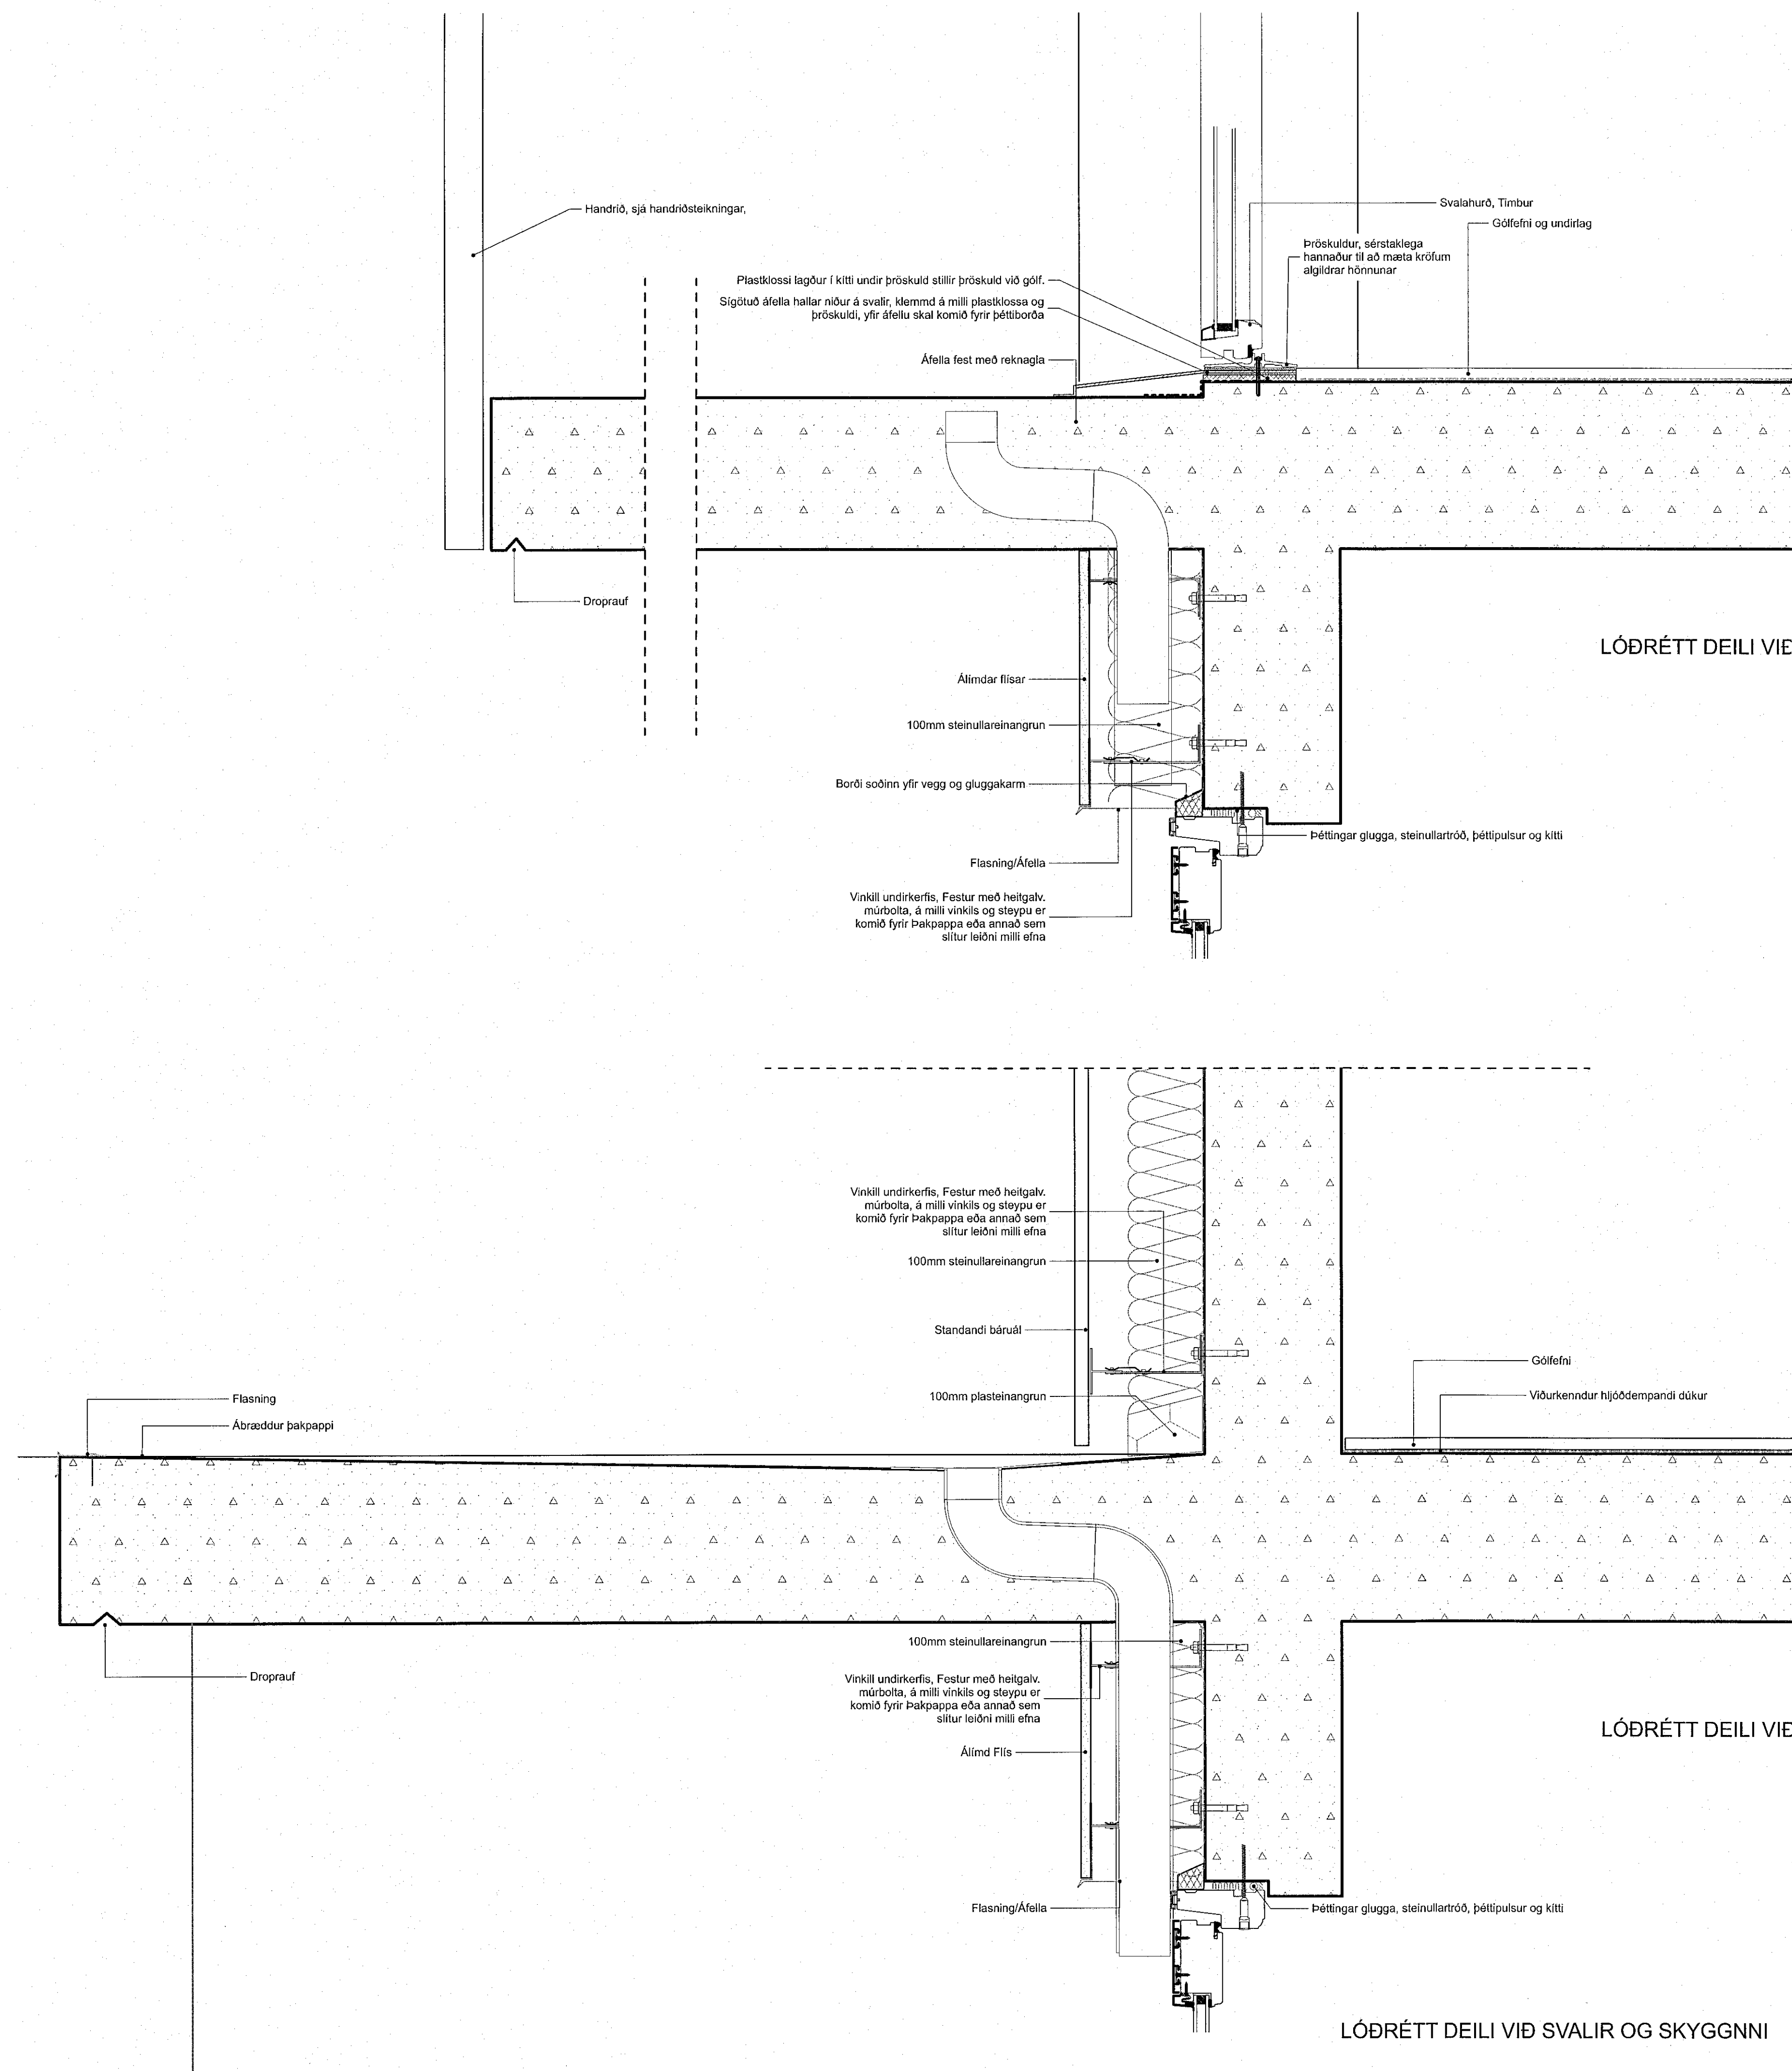 Handrið, sjá handriðsteikningar,
Svalahurð, Timbur
Gólfefni og undirlag
Þröskuldur, sérstaklega
hannaður til að mæta kröfum
algildrar hönnunar
Plastklossi lagður í kítti undir þröskuld stillir þröskuld við gólf.
Sígötuð áfella hallar niður á svalir, klemmd á milli plastklossa og
þröskuldi, yfir áfellu skal komið fyrir þéttiborða
Áfella fest með reknagla
Droprauf
LÓÐRÉTT DEILI VIÐ
Álímdar flísar
100mm steinullareinangrun
Borði soðinn yfir vegg og gluggakarm
Þéttingar glugga, steinullartróð, þéttipulsur og kítti
Flasning/Áfella
Vinkill undirkerfis, Festur með heitgalv.
múrbolta, á milli vinkils og steypu er
komið fyrir Þakpappa eða annað sem
slítur leiðni milli efna
Vinkill undirkerfis, Festur með heitgalv.
múrbolta, á milli vinkils og steypu er
komið fyrir Þakpappa eða annað sem
slítur leiðni milli efna
100mm steinullareinangrun
Standandi báruál
Gólfefni
100mm plasteinangrun
Viðurkenndur hljóðdempandi dúkur
Flasning
Ábræddur þakpappi
100mm steinullareinangrun
Droprauf
Vinkill undirkerfis, Festur með heitgalv.
múrbolta, á milli vinkils og steypu er
komið fyrir Þakpappa eða annað sem
slítur leiðni milli efna
LÓÐRÉTT DEILI VIÐ
Álímd Flís
Flasning/Áfella
Þéttingar glugga, steinullartróð, þéttipulsur og kítti
LÓÐRÉTT DEILI VIÐ SVALIR OG SKYGGNNI